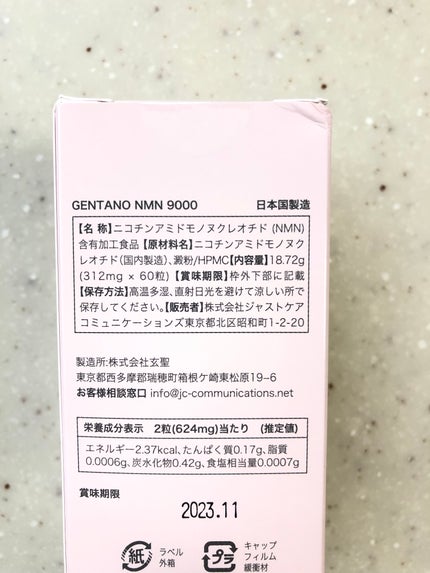 GENTANO NMN 9000 日本国製造
【名 称】ニコチンアミドモノヌクレオチド (NMN)
含有加工食品【原材料名】ニコチンアミドモノヌク
レオチド(国内製造)、澱粉/HPMC【内容量】18.72g
(312mg × 60粒)【賞味期限】枠外下部に記載
【保存方法】高温多湿、直射日光を避けて涼しい所で
保存してください。【販売者】株式会社ジャストケア
コミュニケーションズ東京都北区昭和町1-2-20
製造所:株式会社玄聖
東京都西多摩郡瑞穂町箱根ケ崎東松原19-6
お客様相談窓口 info@jc-communications.net
栄養成分表示 2粒(624mg)当たり (推定値)
エネルギー2.37kcal、たんぱく質0.17g、脂質
0.0006g、炭水化物0.42g、食塩相当量0.0007g
賞味期限
2023.11
紙
ラベル
外箱
プラ
キャップ
フィルム
緩衝材